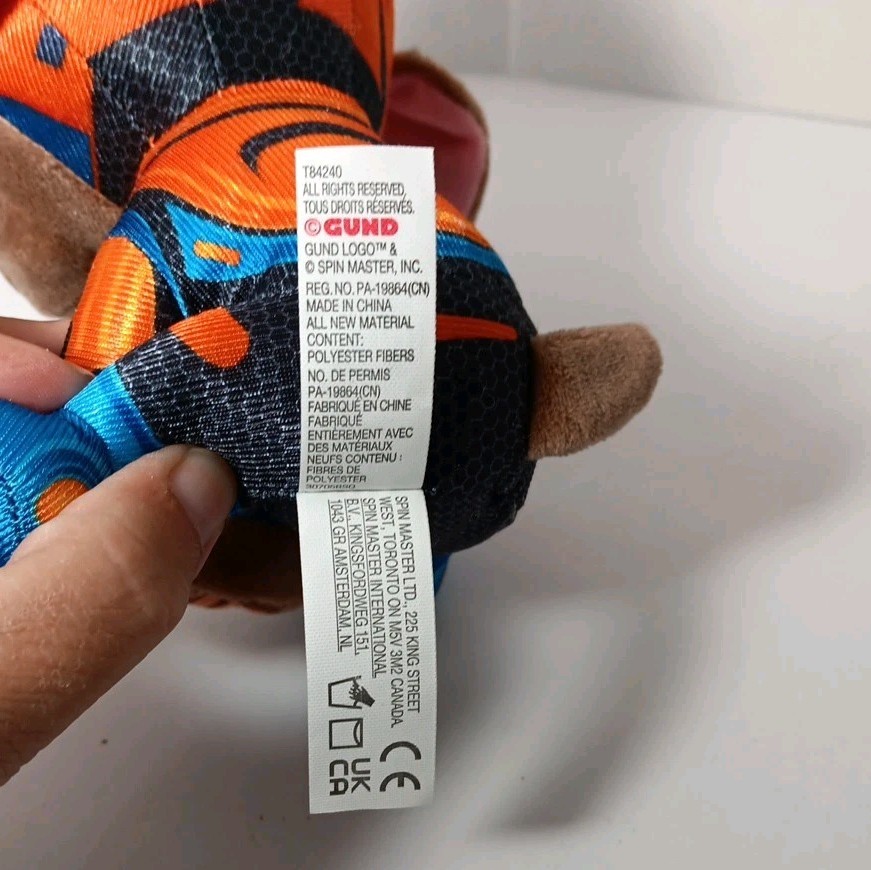 T84240
ALL RIGHTS RESERVED,
TOUS DROITS RÉSERVÉS.
©GUND
GUND LOGO™ &
© SPIN MASTER, INC.
REG. NO. PA-19864(CN)
MADE IN CHINA
ALL NEW MATERIAL
CONTENT:
POLYESTER FIBERS
NO. DE PERMIS
PA-19864(CN)
FABRIQUÉ EN CHINE
FABRIQUÉ
ENTIÈREMENT AVEC
DES MATÉRIAUX
NEUFS CONTENU :
FIBRES DE
POLYESTER
SPIN MASTER LTD., 225 KING STREET
WEST, TORONTO ON M5V 3M2 CANADA
SPIN MASTER INTERNATIONAL
B.V., KINGSFORDWEG 151,
1043 GR AMSTERDAM, NL
CE
UK
CA